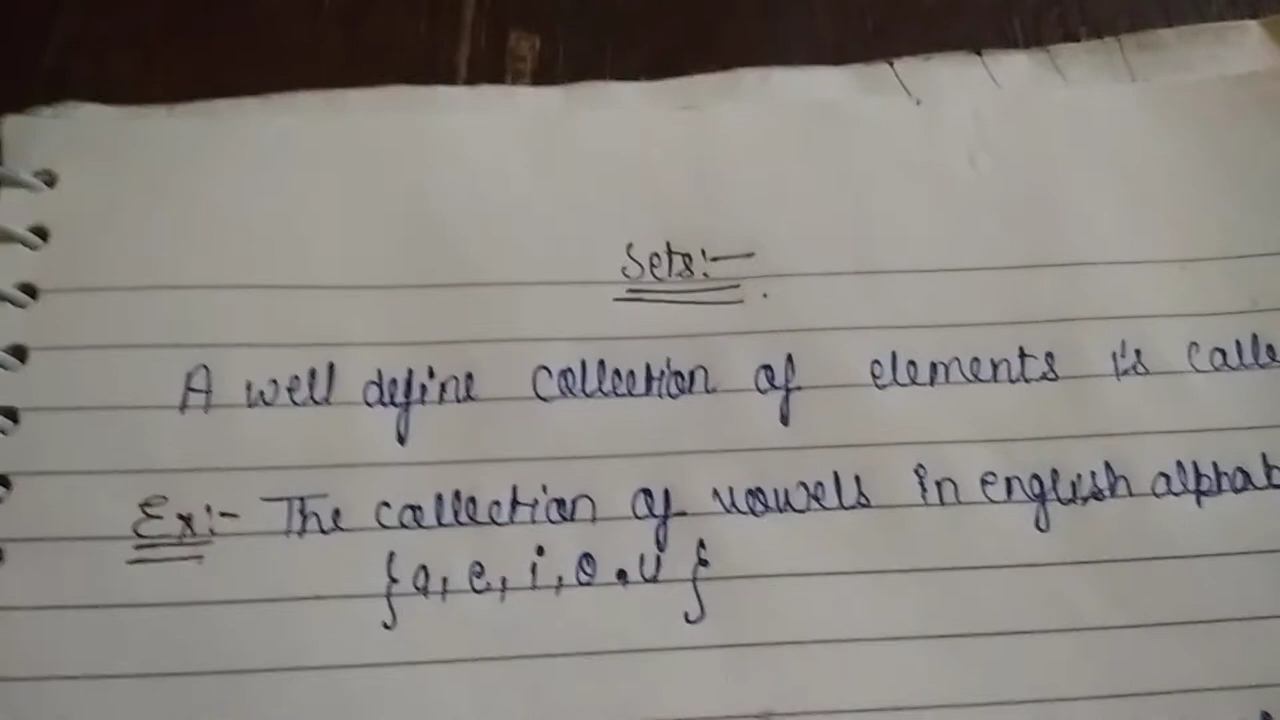 Sets:-
A well define collection of elements is calle
Ex:- The collection of vowels in english alphab
{a, e, i, o, u}